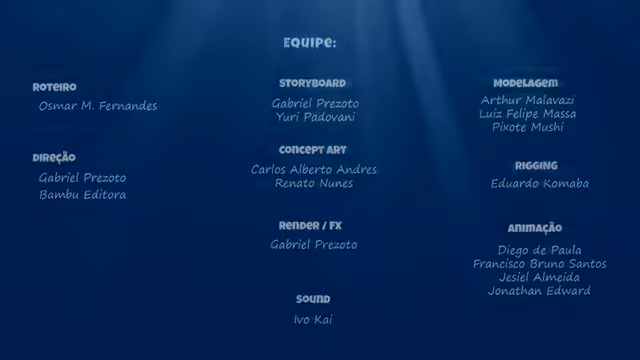 Equipe:
Roteiro
Osmar M. Fernandes
Direção
Gabriel Prezoto
Bambu Editora
Storyboard
Gabriel Prezoto
Yuri Padovani
Concept Art
Carlos Alberto Andres
Renato Nunes
Render / FX
Gabriel Prezoto
Sound
Ivo Kai
Modelagem
Arthur Malavazi
Luiz Felipe Massa
Pixote Mushi
Rigging
Eduardo Komaba
Animação
Diego de Paula
Francisco Bruno Santos
Jesiel Almeida
Jonathan Edward